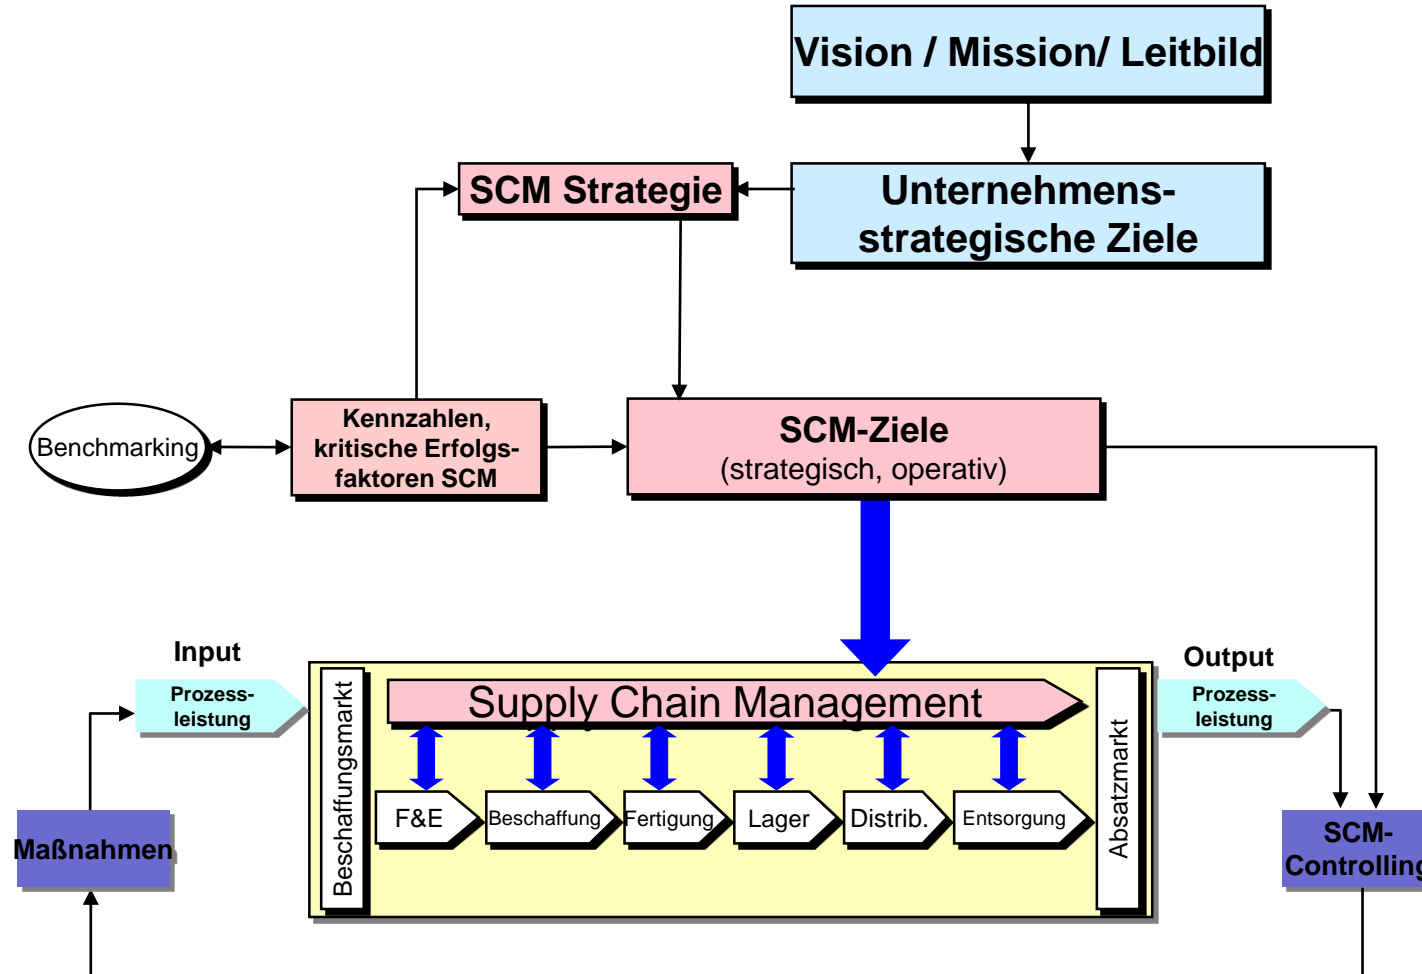 Vision / Mission/ Leitbild
SCM Strategie
Unternehmens-
strategische Ziele
Benchmarking
Kennzahlen,
kritische Erfolgs-
faktoren SCM
SCM-Ziele
(strategisch, operativ)
Input
Prozess-
leistung
Output
Prozess-
leistung
Beschaffungsmarkt
Supply Chain Management
Absatzmarkt
F&E
Beschaffung
Fertigung
Lager
Distrib.
Entsorgung
Maßnahmen
SCM-
Controlling